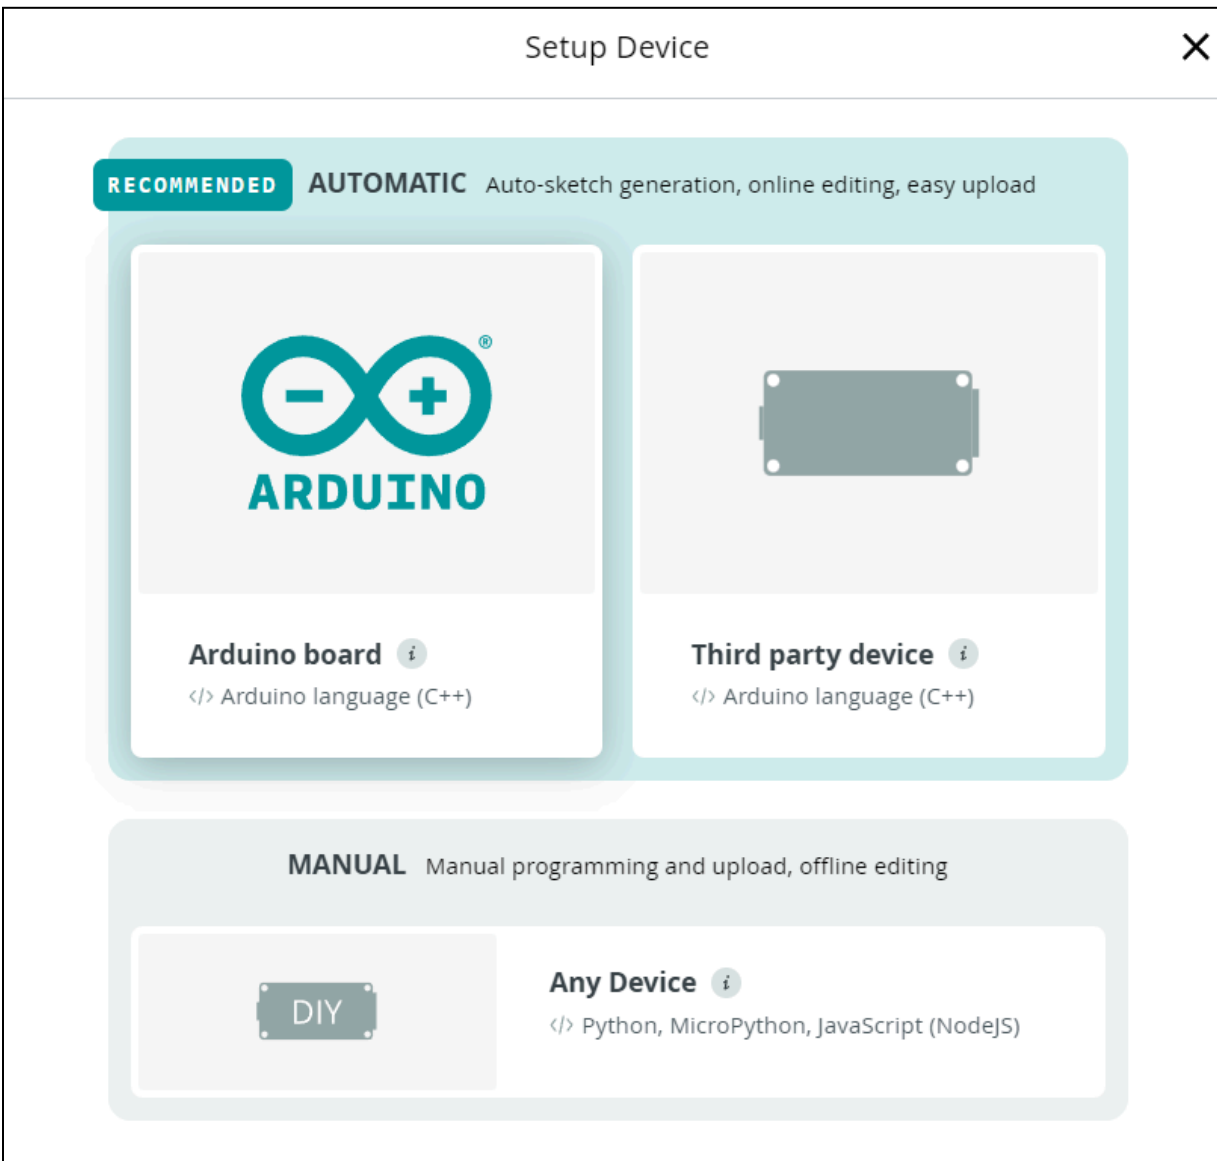 Setup Device
RECOMMENDED AUTOMATIC Auto-sketch generation, online editing, easy upload
®
ARDUINO
Arduino board i
</> Arduino language (C++)
Third party device i
</> Arduino language (C++)
MANUAL Manual programming and upload, offline editing
DIY
Any Device i
</> Python, MicroPython, JavaScript (NodeJS)